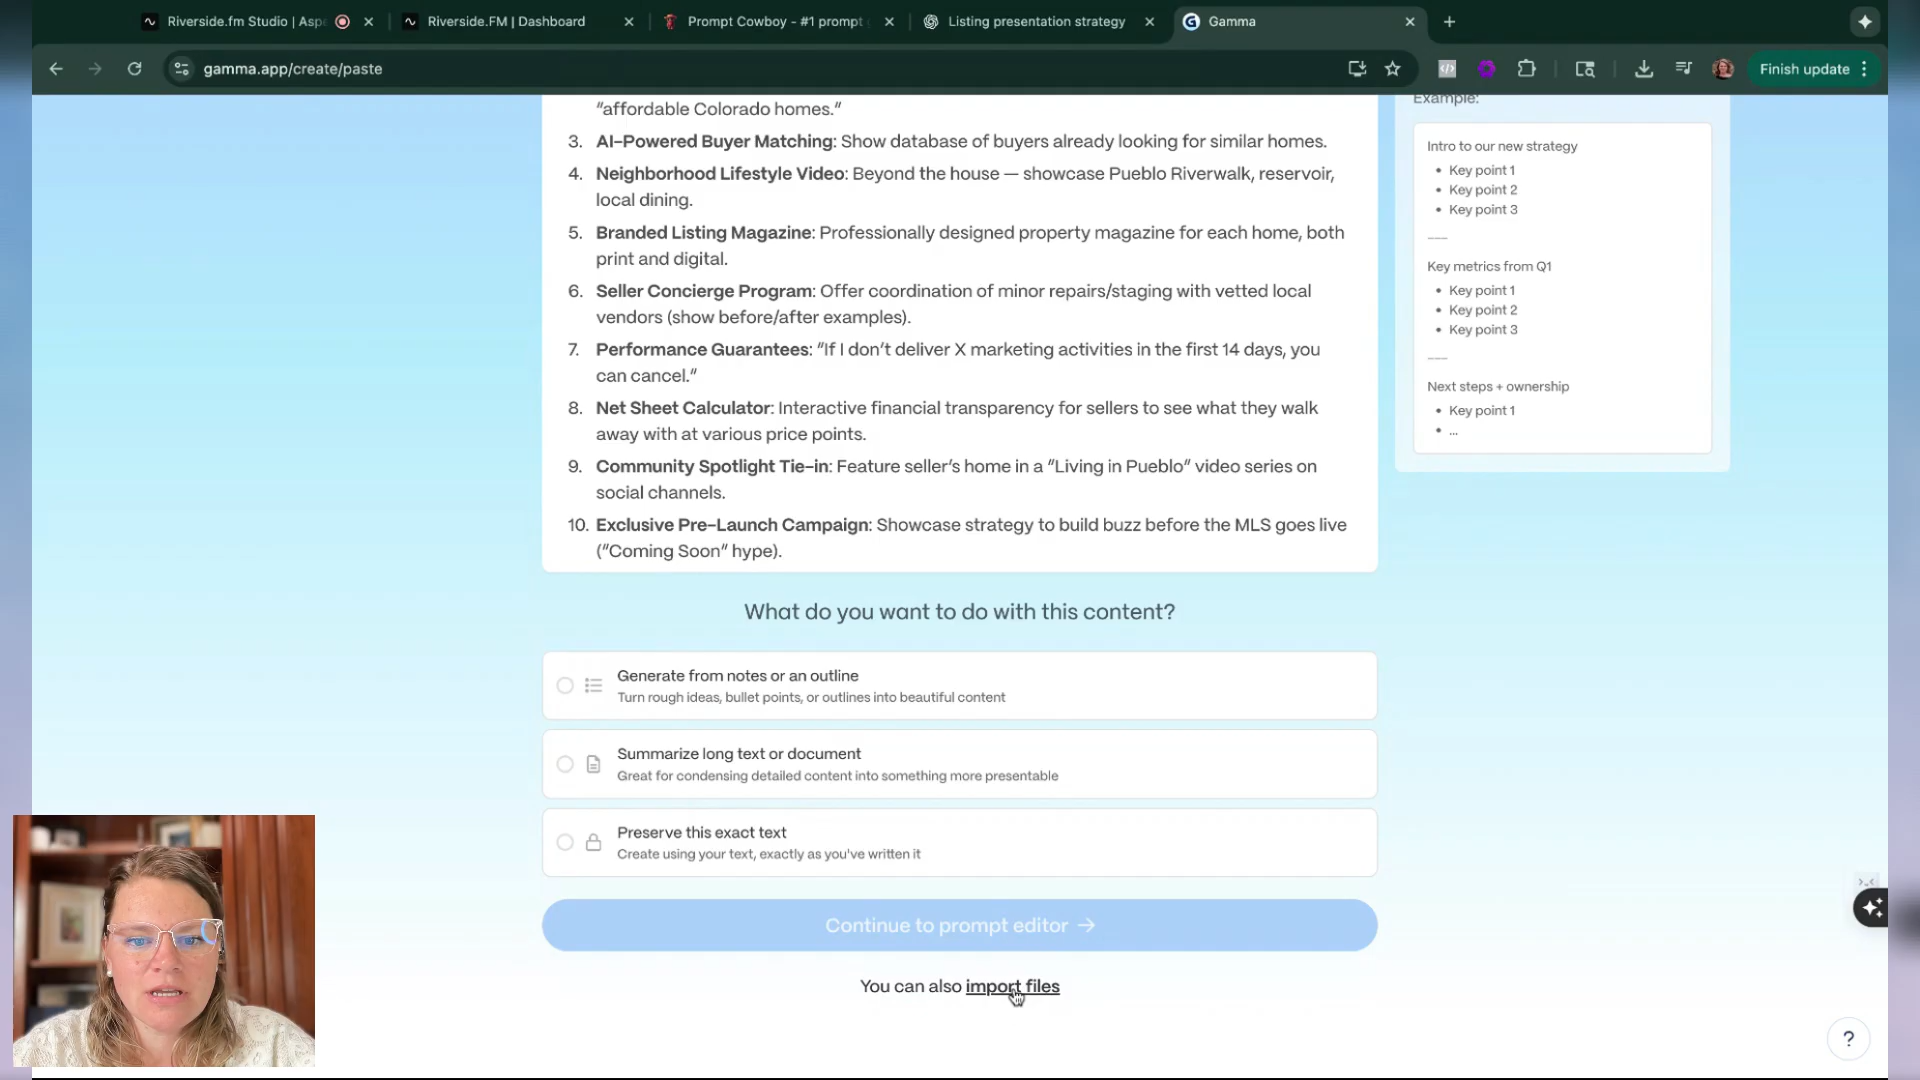 Riverside.fm Studio | Aspe
Riverside.FM | Dashboard
Prompt Cowboy - #1 prompt
Listing presentation strategy
Gamma
gamma.app/create/paste
Finish update
"affordable Colorado homes."
3. AI-Powered Buyer Matching: Show database of buyers already looking for similar homes.
4. Neighborhood Lifestyle Video: Beyond the house — showcase Pueblo Riverwalk, reservoir,
local dining.
5. Branded Listing Magazine: Professionally designed property magazine for each home, both
print and digital.
6. Seller Concierge Program: Offer coordination of minor repairs/staging with vetted local
vendors (show before/after examples).
7. Performance Guarantees: "If I don't deliver X marketing activities in the first 14 days, you
can cancel."
8. Net Sheet Calculator: Interactive financial transparency for sellers to see what they walk
away with at various price points.
9. Community Spotlight Tie-in: Feature seller's home in a "Living in Pueblo" video series on
social channels.
10. Exclusive Pre-Launch Campaign: Showcase strategy to build buzz before the MLS goes live
("Coming Soon" hype).
Example:
Intro to our new strategy
• Key point 1
• Key point 2
• Key point 3
---
Key metrics from Q1
• Key point 1
• Key point 2
• Key point 3
---
Next steps + ownership
• Key point 1
• ...
What do you want to do with this content?
Generate from notes or an outline
Turn rough ideas, bullet points, or outlines into beautiful content
Summarize long text or document
Great for condensing detailed content into something more presentable
Preserve this exact text
Create using your text, exactly as you've written it
Continue to prompt editor →
You can also import files
?